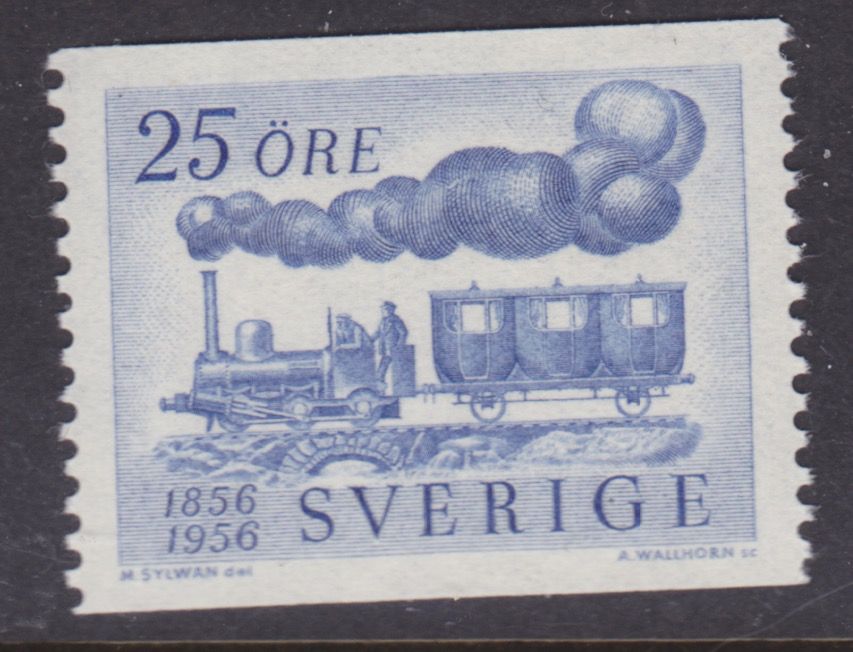 25 ÖRE
1856
1956
SVERIGE
M. SYLWAN del
A. WALLHORN sc